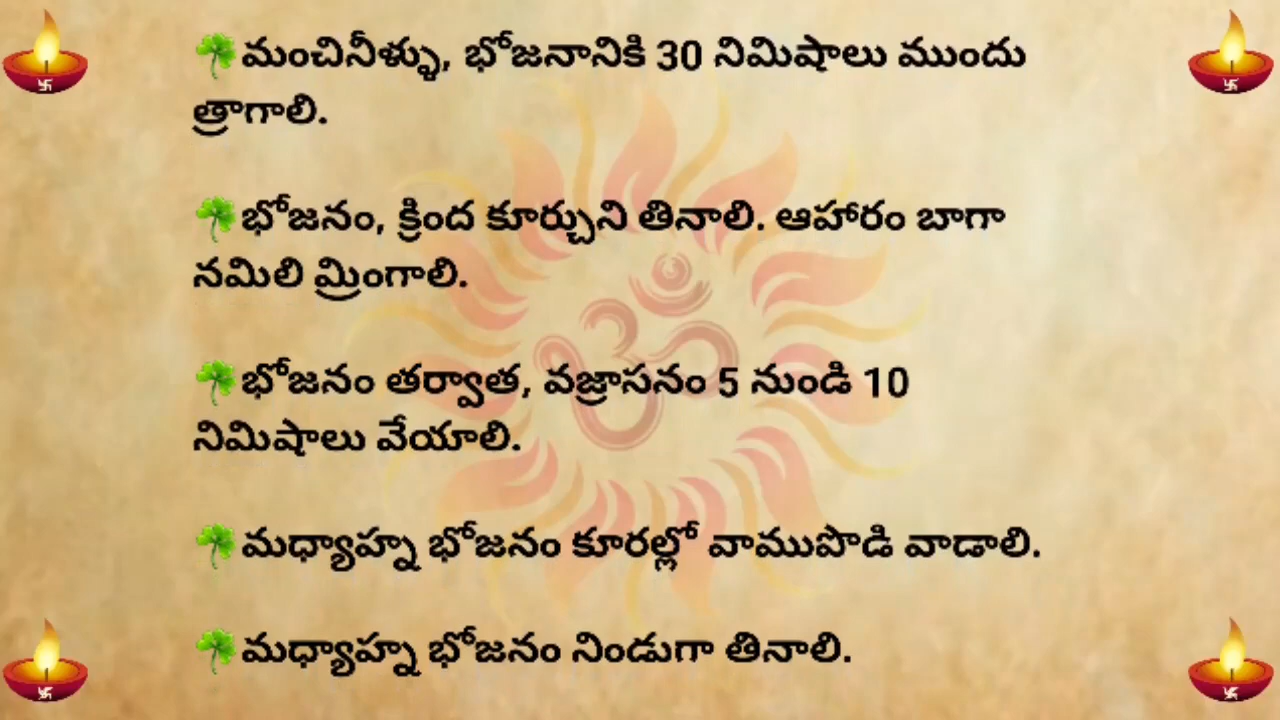 మంచినీళ్ళు, భోజనానికి 30 నిమిషాలు ముందు
త్రాగాలి.
భోజనం, క్రింద కూర్చుని తినాలి. ఆహారం బాగా
నమిలి మ్రింగాలి.
భోజనం తర్వాత, వజ్రాసనం 5 నుండి 10
నిమిషాలు వేయాలి.
మధ్యాహ్న భోజనం కూరల్లో వాముపొడి వాడాలి.
మధ్యాహ్న భోజనం నిండుగా తినాలి.